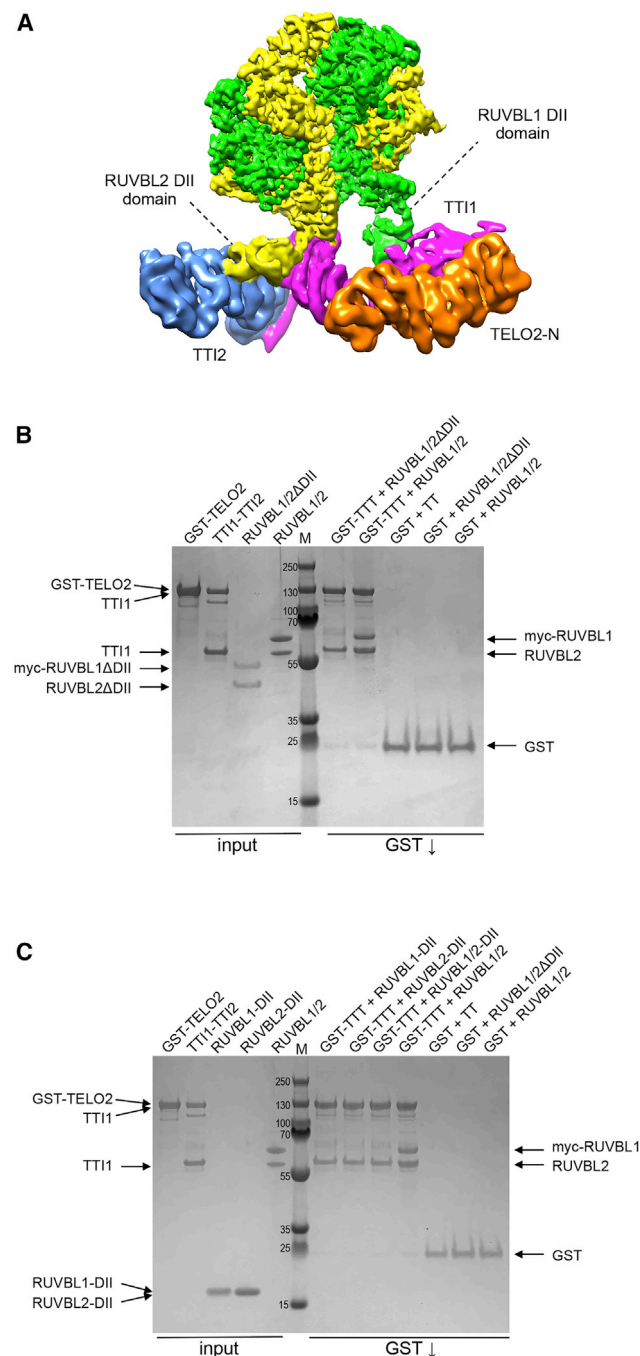 A
RUVBL1 DII
domain
RUVBL2 DII
domain
TTI1
TTI2
TELO2-N
B
GST-TELO2
TTI1-TTI2
RUVBL1/2ΔDII
RUVBL1/2
M
GST-TTT + RUVBL1/2ΔDII
GST-TTT + RUVBL1/2
GST + TT
GST + RUVBL1/2ΔDII
GST + RUVBL1/2
GST-TELO2
TTI1
TTI1
myc-RUVBL1ΔDII
RUVBL2ΔDII
250
130
100
70
55
35
25
15
myc-RUVBL1
RUVBL2
GST
input
GST ↓
C
GST-TELO2
TTI1-TTI2
RUVBL1-DII
RUVBL2-DII
RUVBL1/2
M
GST-TTT + RUVBL1-DII
GST-TTT + RUVBL2-DII
GST-TTT + RUVBL1/2-DII
GST-TTT + RUVBL1/2
GST + TT
GST + RUVBL1/2ΔDII
GST + RUVBL1/2
GST-TELO2
TTI1
TTI1
RUVBL1-DII
RUVBL2-DII
250
130
100
70
55
35
25
15
myc-RUVBL1
RUVBL2
GST
input
GST ↓